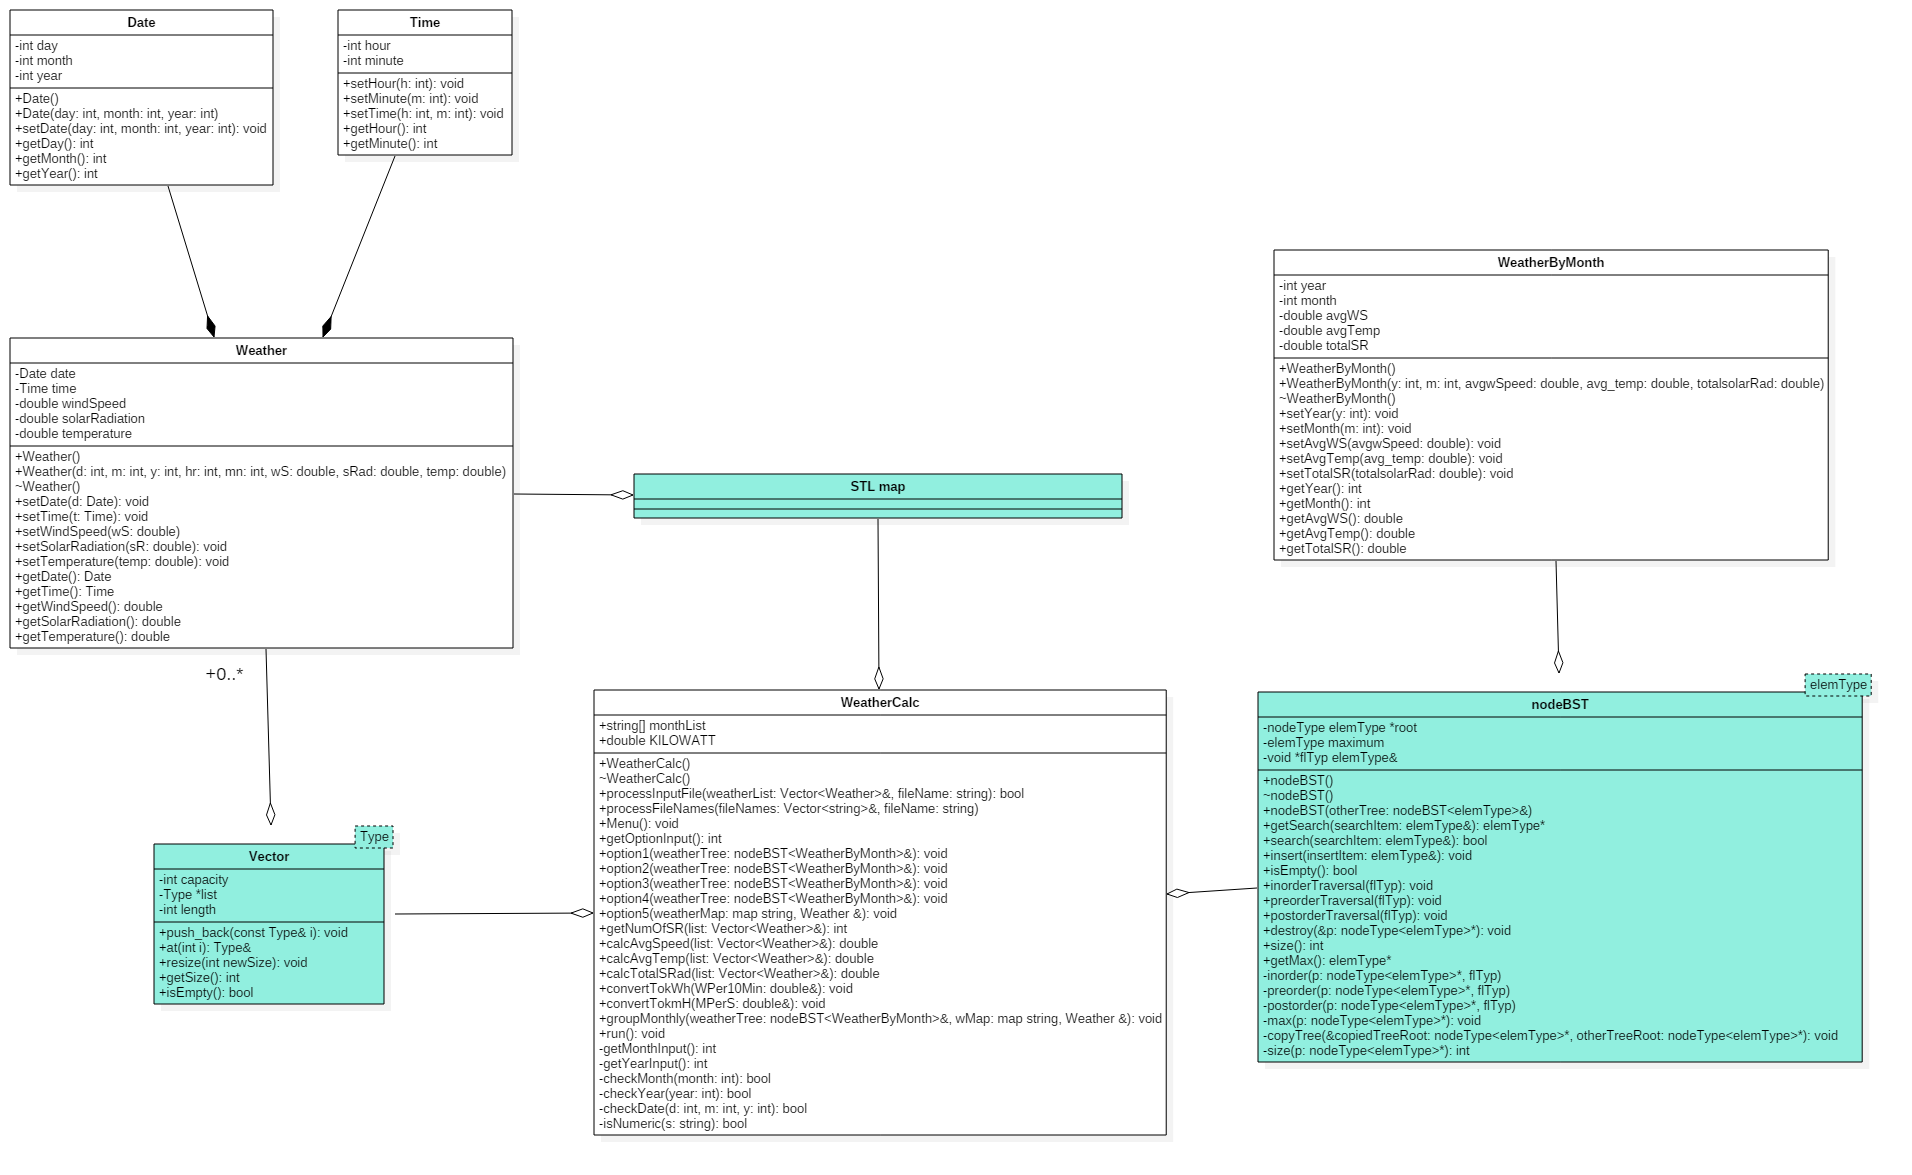 Date
-int day
-int month
-int year
+Date()
+Date(day: int, month: int, year: int)
+setDate(day: int, month: int, year: int): void
+getDay(): int
+getMonth(): int
+getYear(): int
Time
-int hour
-int minute
+setHour(h: int): void
+setMinute(m: int): void
+setTime(h: int, m: int): void
+getHour(): int
+getMinute(): int
Weather
-Date date
-Time time
-double windSpeed
-double solarRadiation
-double temperature
+Weather()
+Weather(d: int, m: int, y: int, hr: int, mn: int, wS: double, sRad: double, temp: double)
~Weather()
+setDate(d: Date): void
+setTime(t: Time): void
+setWindSpeed(wS: double)
+setSolarRadiation(sR: double): void
+setTemperature(temp: double): void
+getDate(): Date
+getTime(): Time
+getWindSpeed(): double
+getSolarRadiation(): double
+getTemperature(): double
+0..*
STL map
WeatherByMonth
-int year
-int month
-double avgWS
-double avgTemp
-double totalSR
+WeatherByMonth()
+WeatherByMonth(y: int, m: int, avgwSpeed: double, avg_temp: double, totalsolarRad: double)
~WeatherByMonth()
+setYear(y: int): void
+setMonth(m: int): void
+setAvgWS(avgwSpeed: double): void
+setAvgTemp(avg_temp: double): void
+setTotalSR(totalsolarRad: double): void
+getYear(): int
+getMonth(): int
+getAvgWS(): double
+getAvgTemp(): double
+getTotalSR(): double
Type
Vector
-int capacity
-Type *list
-int length
+push_back(const Type& i): void
+at(int i): Type&
+resize(int newSize): void
+getSize(): int
+isEmpty(): bool
WeatherCalc
+string[] monthList
+double KILOWATT
+WeatherCalc()
~WeatherCalc()
+processInputFile(weatherList: Vector<Weather>&, fileName: string): bool
+processFileNames(fileNames: Vector<string>&, fileName: string)
+Menu(): void
+getOptionInput(): int
+option1(weatherTree: nodeBST<WeatherByMonth>&): void
+option2(weatherTree: nodeBST<WeatherByMonth>&): void
+option3(weatherTree: nodeBST<WeatherByMonth>&): void
+option4(weatherTree: nodeBST<WeatherByMonth>&): void
+option5(weatherMap: map string, Weather &): void
+getNumOfSR(list: Vector<Weather>&): int
+calcAvgSpeed(list: Vector<Weather>&): double
+calcAvgTemp(list: Vector<Weather>&): double
+calcTotalSRad(list: Vector<Weather>&): double
+convertTokWh(WPer10Min: double&): void
+convertTokmH(MPerS: double&): void
+groupMonthly(weatherTree: nodeBST<WeatherByMonth>&, wMap: map string, Weather &): void
+run(): void
-getMonthInput(): int
-getYearInput(): int
-checkMonth(month: int): bool
-checkYear(year: int): bool
-checkDate(d: int, m: int, y: int): bool
-isNumeric(s: string): bool
elemType
nodeBST
-nodeType elemType *root
-elemType maximum
-void *flTyp elemType&
+nodeBST()
~nodeBST()
+nodeBST(otherTree: nodeBST<elemType>&)
+getSearch(searchItem: elemType&): elemType*
+search(searchItem: elemType&): bool
+insert(insertItem: elemType&): void
+isEmpty(): bool
+inorderTraversal(flTyp): void
+preorderTraversal(flTyp): void
+postorderTraversal(flTyp): void
+destroy(&p: nodeType<elemType>*): void
+size(): int
+getMax(): elemType*
-inorder(p: nodeType<elemType>*, flTyp)
-preorder(p: nodeType<elemType>*, flTyp)
-postorder(p: nodeType<elemType>*, flTyp)
-max(p: nodeType<elemType>*): void
-copyTree(&copiedTreeRoot: nodeType<elemType>*, otherTreeRoot: nodeType<elemType>*): void
-size(p: nodeType<elemType>*): int